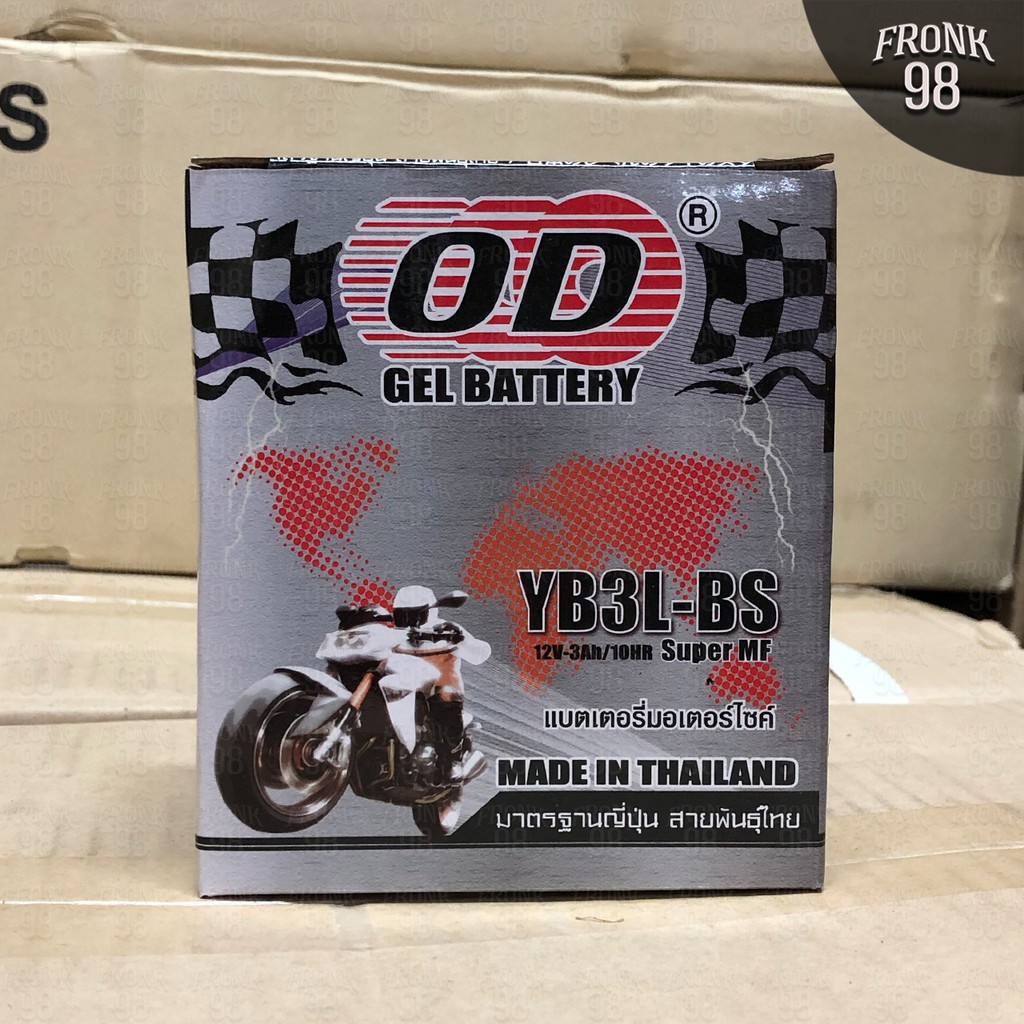 FRONK
98
S
OD
®
GEL BATTERY
YB3L-BS
12V-3Ah/10HR Super MF
แบตเตอรี่มอเตอร์ไซค์
MADE IN THAILAND
มาตรฐานญี่ปุ่น สายพันธุ์ไทย